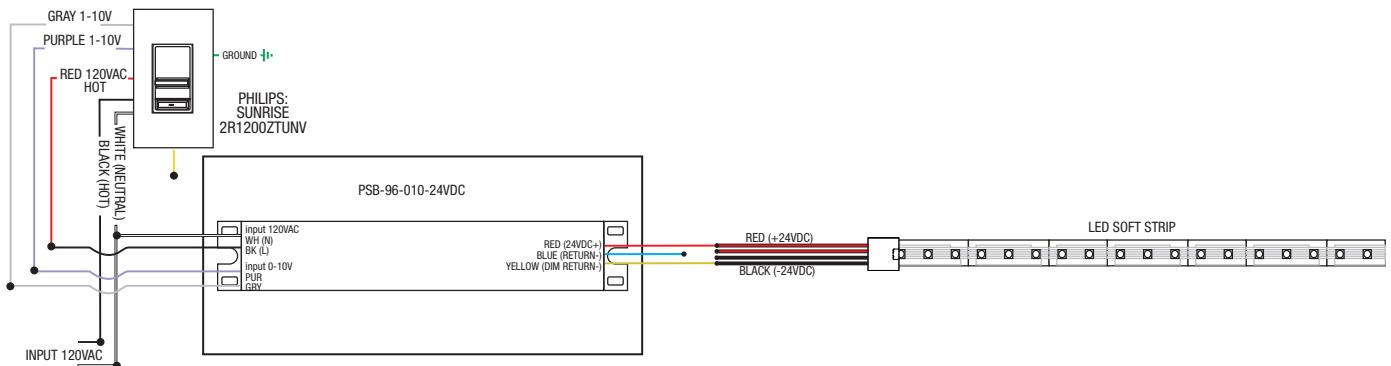 GRAY 1-10V
PURPLE 1-10V
RED 120VAC
HOT
GROUND
PHILIPS:
SUNRISE
2R1200ZTUNV
WHITE (NEUTRAL)
BLACK (HOT)
INPUT 120VAC
PSB-96-010-24VDC
input 120VAC
WH (N)
BK (L)
input 0-10V
PUR
GRY
RED (24VDC+)
BLUE (RETURN-)
YELLOW (DIM RETURN-)
RED (+24VDC)
BLACK (-24VDC)
LED SOFT STRIP